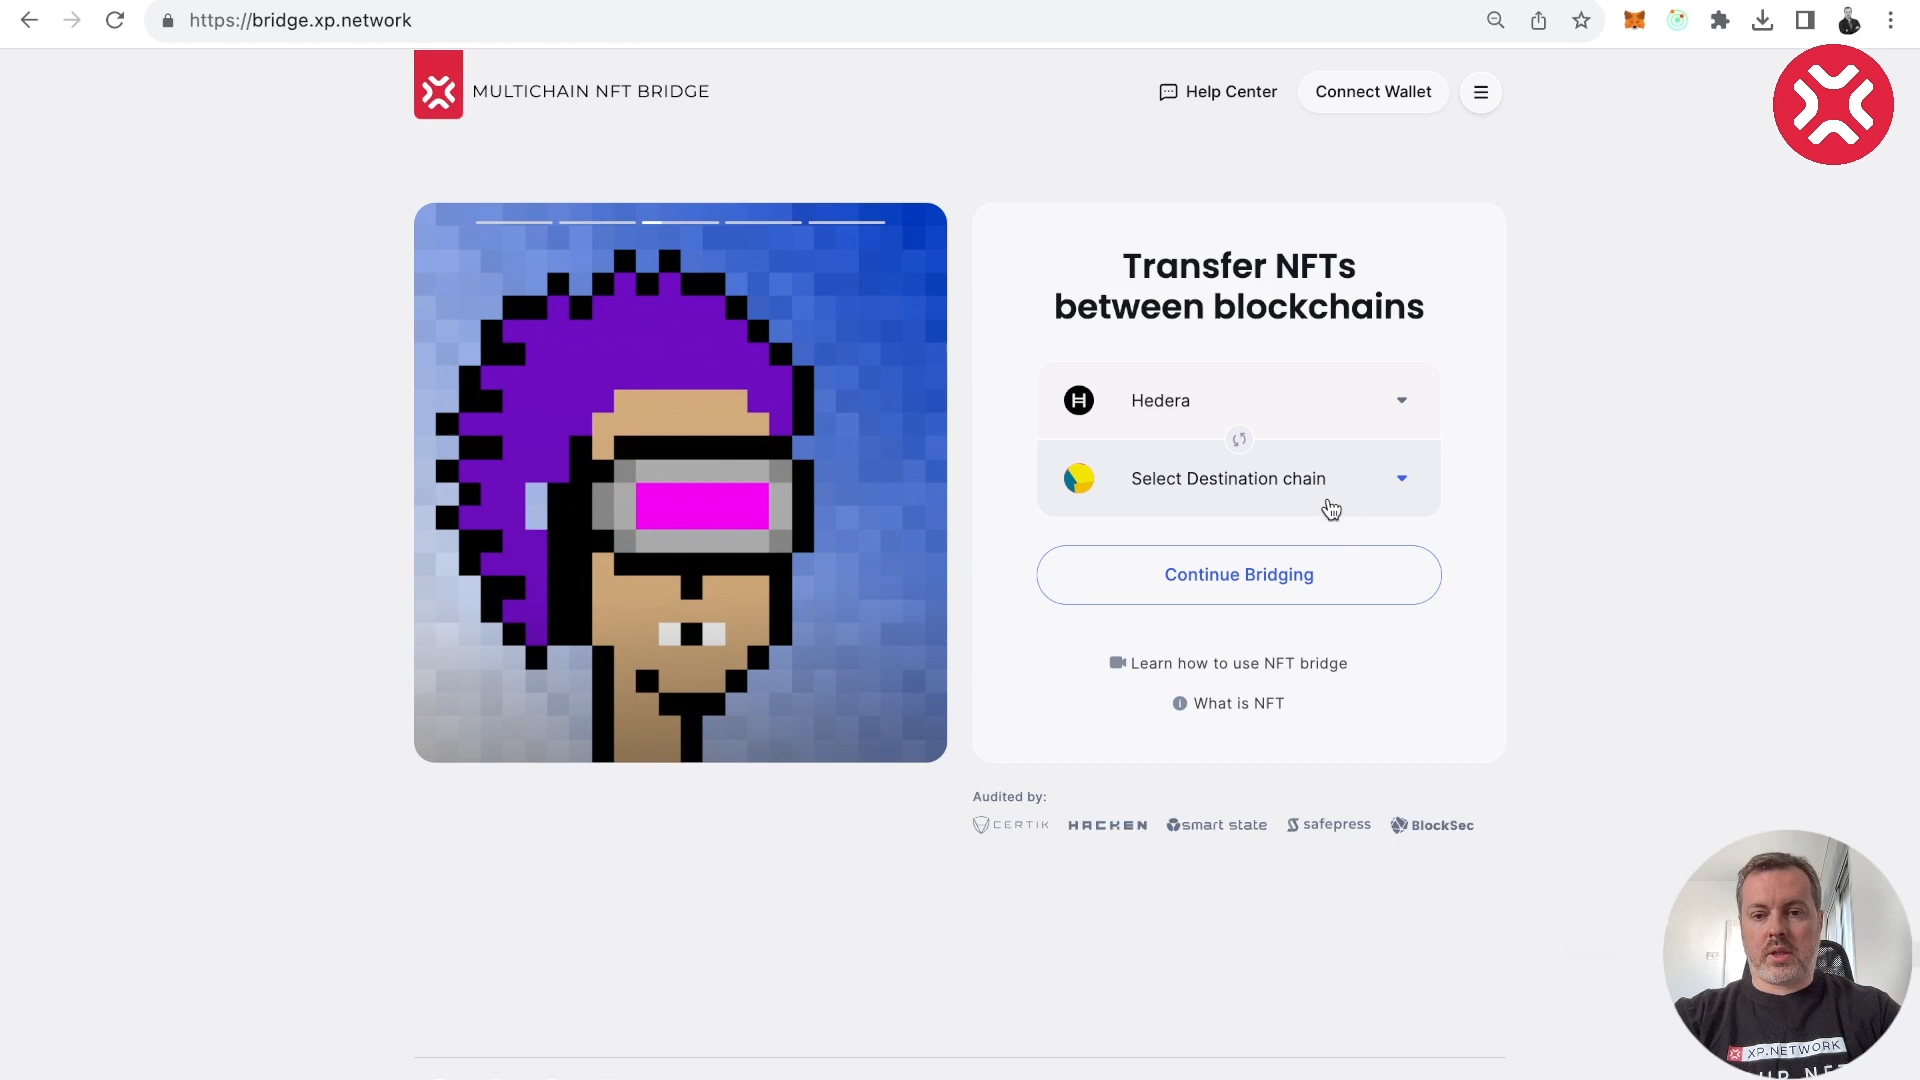 https://bridge.xp.network
MULTICHAIN NFT BRIDGE
Help Center
Connect Wallet
Transfer NFTs
between blockchains
Hedera
Select Destination chain
Continue Bridging
Learn how to use NFT bridge
What is NFT
Audited by:
CERTIK HACKEN smart state safepress BlockSec
XP.NETWORK